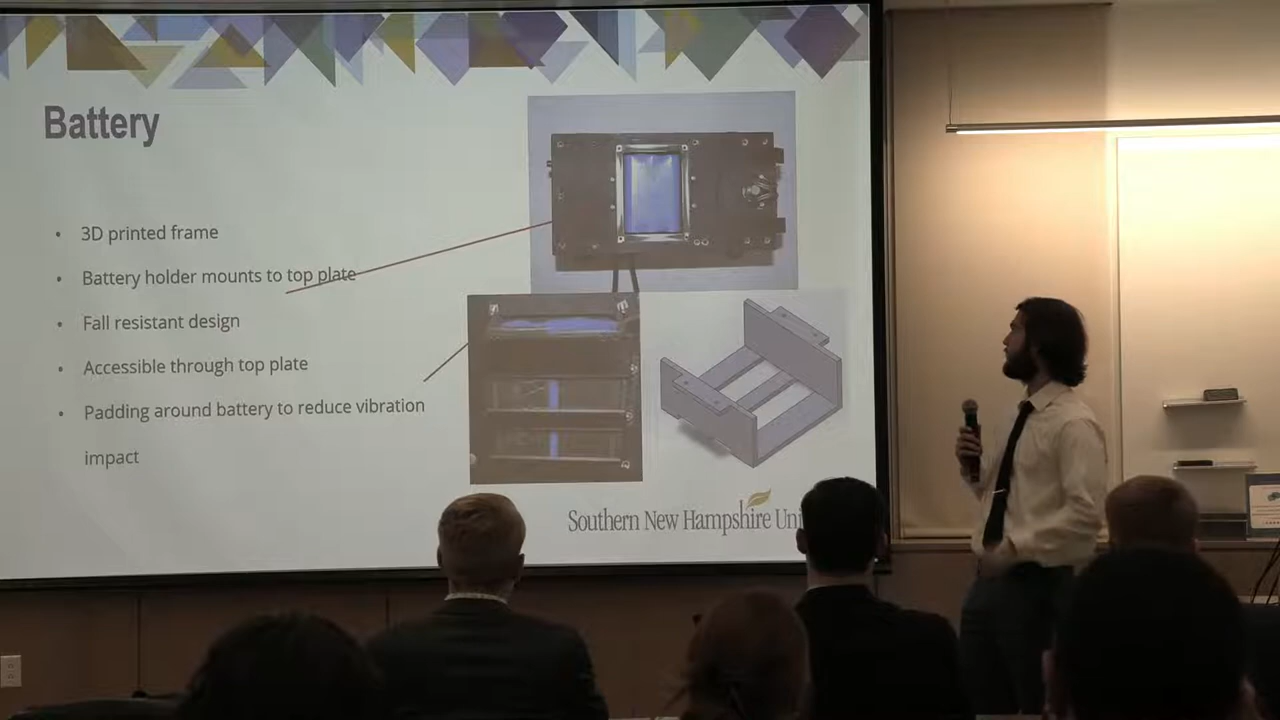 Battery
• 3D printed frame
• Battery holder mounts to top plate
• Fall resistant design
• Accessible through top plate
• Padding around battery to reduce vibration
impact
Southern New Hampshire Uni